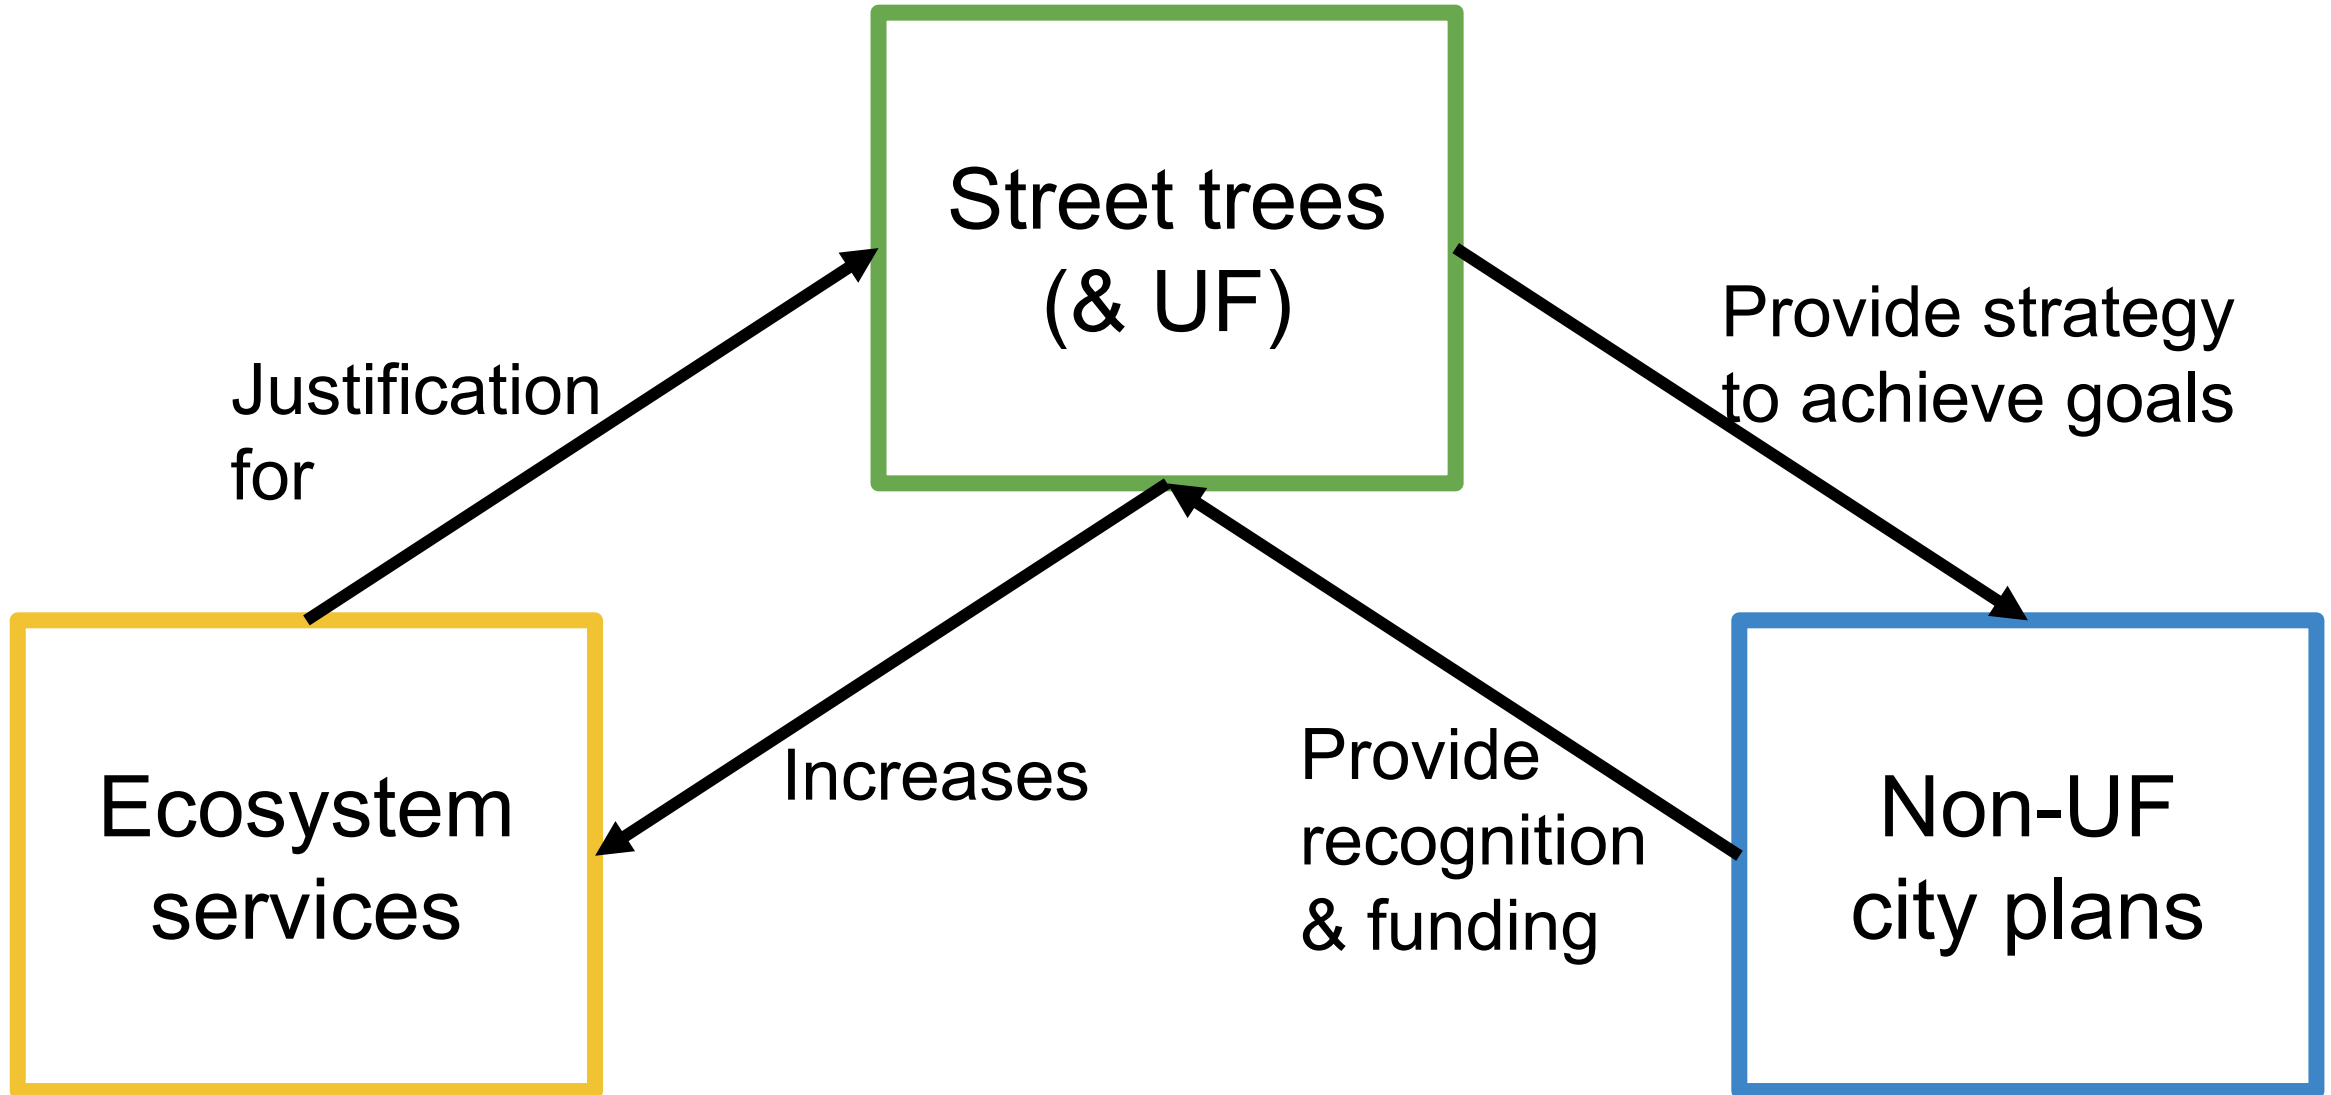 Street trees
(& UF)
Provide strategy
to achieve goals
Justification
for
Increases
Provide
recognition
& funding
Ecosystem
services
Non-UF
city plans